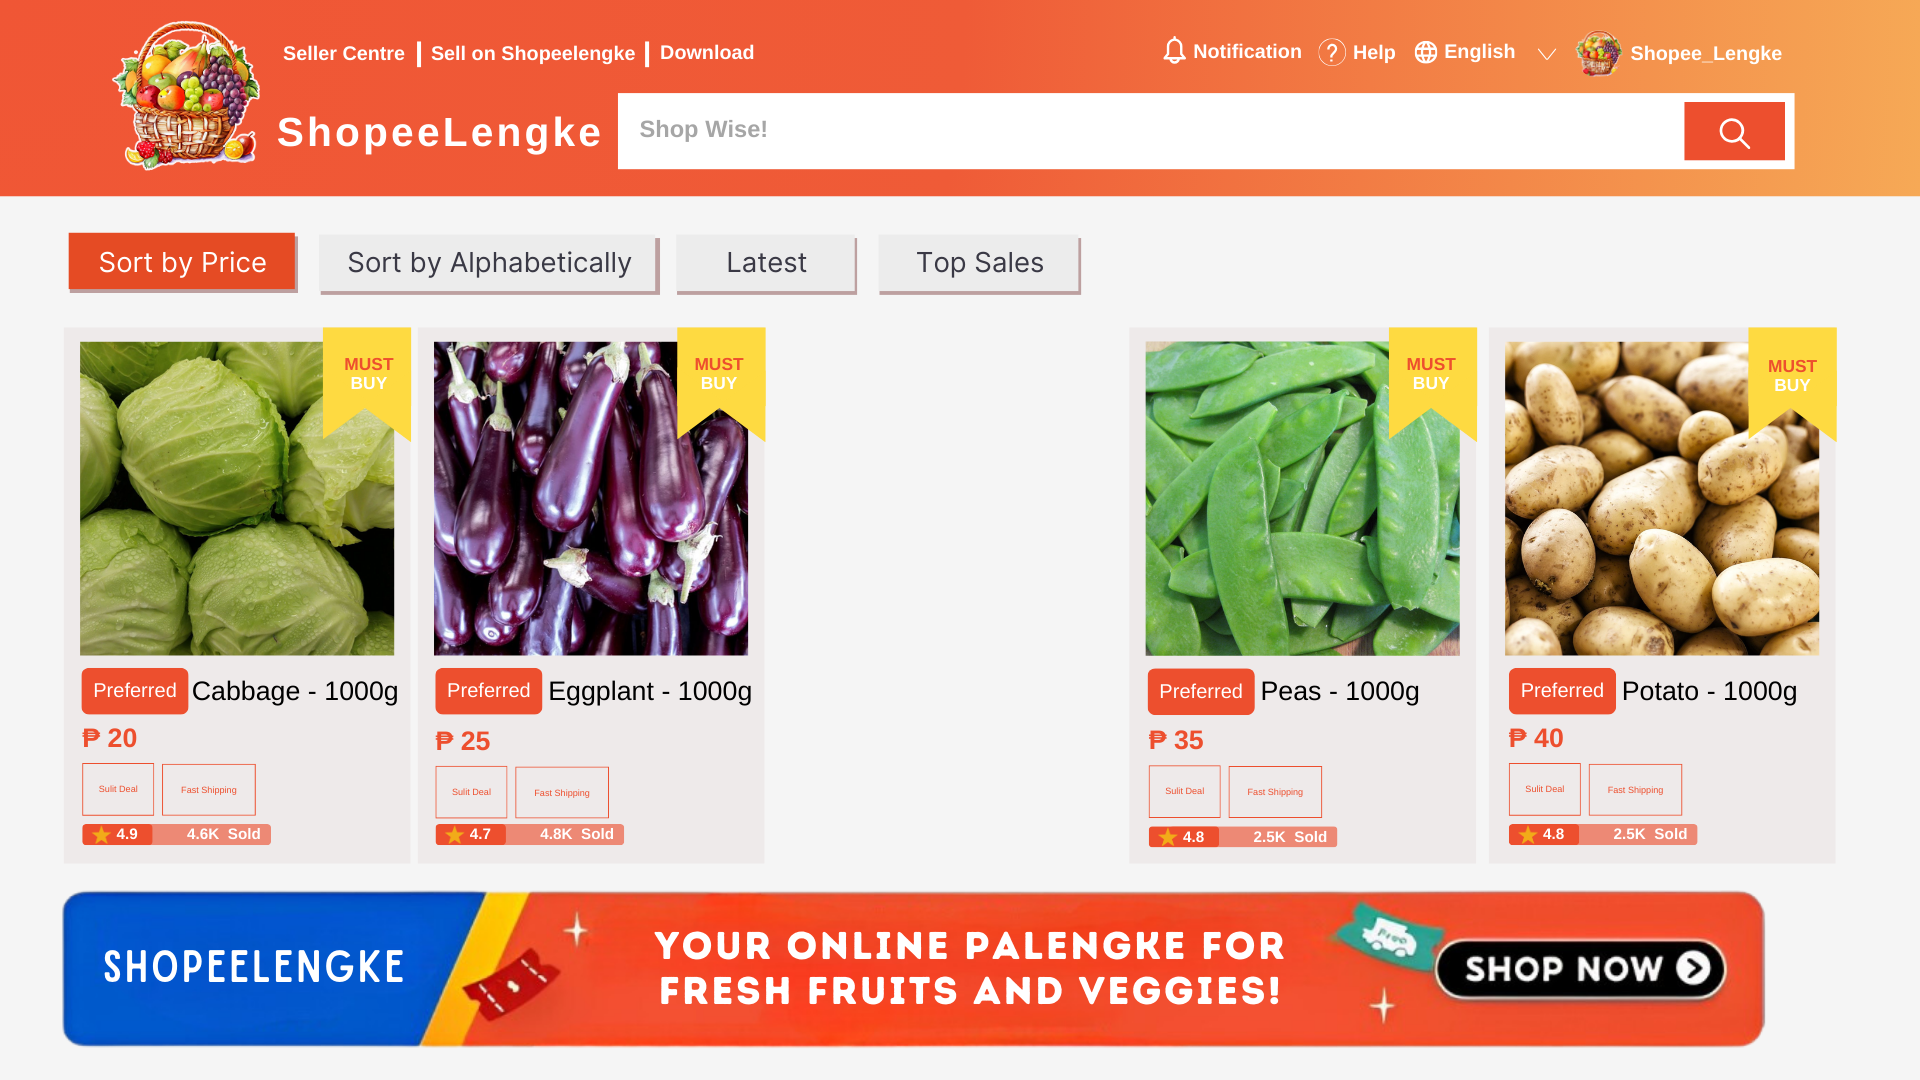 Seller Centre
Sell on Shopeelengke
Download
Notification
Help
English
Shopee_Lengke
ShopeeLengke
Shop Wise!
Sort by Price
Sort by Alphabetically
Latest
Top Sales
MUST
BUY
Preferred
Cabbage - 1000g
₱ 20
Sulit Deal
Fast Shipping
4.9
4.6K Sold
MUST
BUY
Preferred
Eggplant - 1000g
₱ 25
Sulit Deal
Fast Shipping
4.7
4.8K Sold
MUST
BUY
Preferred
Peas - 1000g
₱ 35
Sulit Deal
Fast Shipping
4.8
2.5K Sold
MUST
BUY
Preferred
Potato - 1000g
₱ 40
Sulit Deal
Fast Shipping
4.8
2.5K Sold
SHOPEELENGKE
YOUR ONLINE PALENGKE FOR
FRESH FRUITS AND VEGGIES!
SHOP NOW